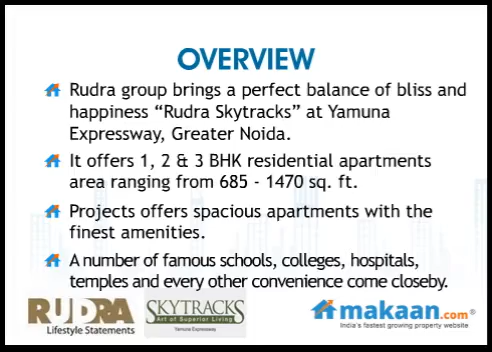 OVERVIEW
Rudra group brings a perfect balance of bliss and
happiness “Rudra Skytracks” at Yamuna
Expressway, Greater Noida.
It offers 1, 2 & 3 BHK residential apartments
area ranging from 685 - 1470 sq. ft.
Projects offers spacious apartments with the
finest amenities.
A number of famous schools, colleges, hospitals,
temples and every other convenience come closeby.
RUDRA
Lifestyle Statements
SKYTRACKS
Art of Superior Living
Yamuna Expressway
makaan.com®
India's fastest growing property website